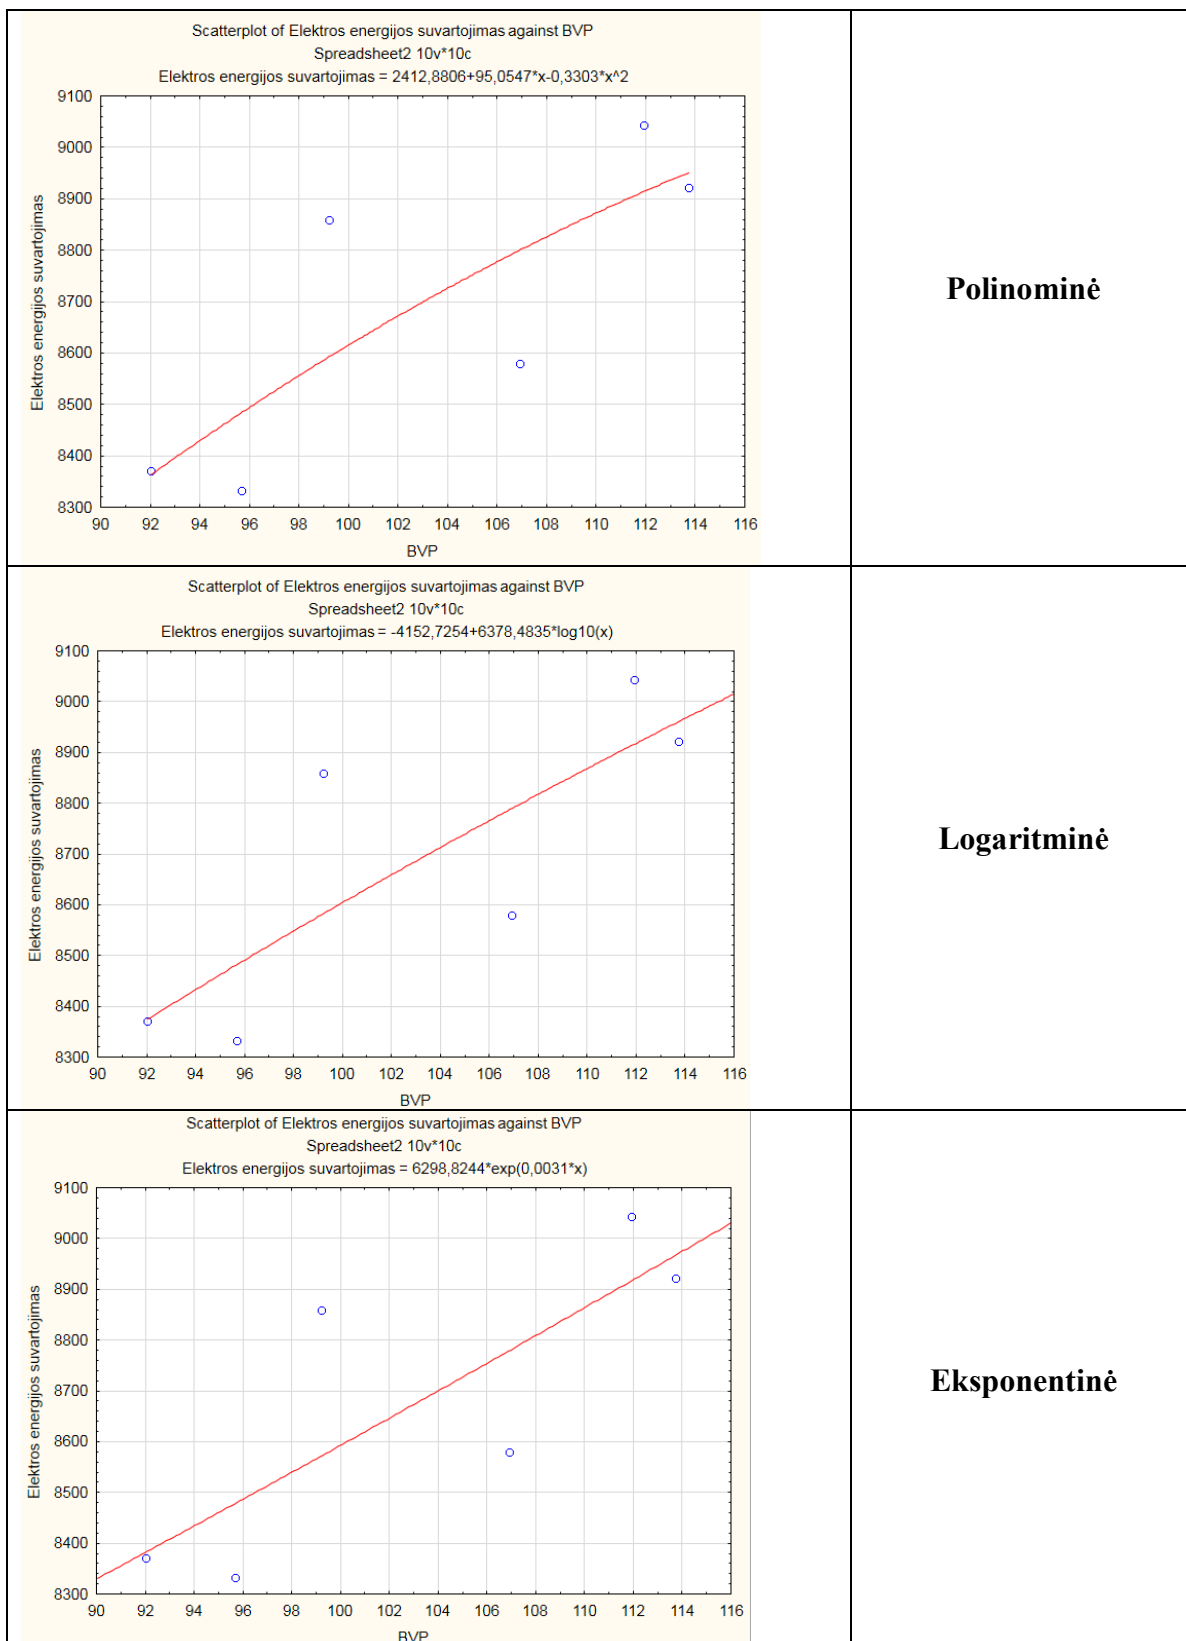 Scatterplot of Elektros energijos suvartojimas against BVP
Spreadsheet2 10v*10c
Elektros energijos suvartojimas = 2412,8806+95,0547*x-0,3303*x^2
9100
9000
8900
8800
8700
8600
8500
8400
8300
Elektros energijos suvartojimas
90 92 94 96 98 100 102 104 106 108 110 112 114 116
BVP
Polinominė
Scatterplot of Elektros energijos suvartojimas against BVP
Spreadsheet2 10v*10c
Elektros energijos suvartojimas = -4152,7254+6378,4835*log10(x)
9100
9000
8900
8800
8700
8600
8500
8400
8300
Elektros energijos suvartojimas
90 92 94 96 98 100 102 104 106 108 110 112 114 116
BVP
Logaritminė
Scatterplot of Elektros energijos suvartojimas against BVP
Spreadsheet2 10v*10c
Elektros energijos suvartojimas = 6298,8244*exp(0,0031*x)
9100
9000
8900
8800
8700
8600
8500
8400
8300
Elektros energijos suvartojimas
90 92 94 96 98 100 102 104 106 108 110 112 114 116
BVP
Eksponentinė